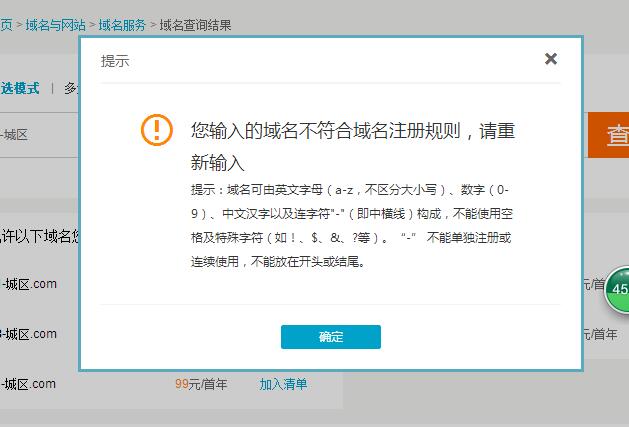 页 > 域名与网站 > 域名服务 > 域名查询结果
提示
选模式 | 多
您输入的域名不符合域名注册规则，请重
新输入
-城区
查
提示：域名可由英文字母（a-z，不区分大小写）、数字（0-
9）、中文汉字以及连字符"-"（即中横线）构成，不能使用空
格及特殊字符（如！、$、&、?等）。“-” 不能单独注册或
连续使用，不能放在开头或结尾。
许以下域名您
-城区.com
元/首年
45
-城区.com
元/首年
确定
-城区.com
99元/首年
加入清单